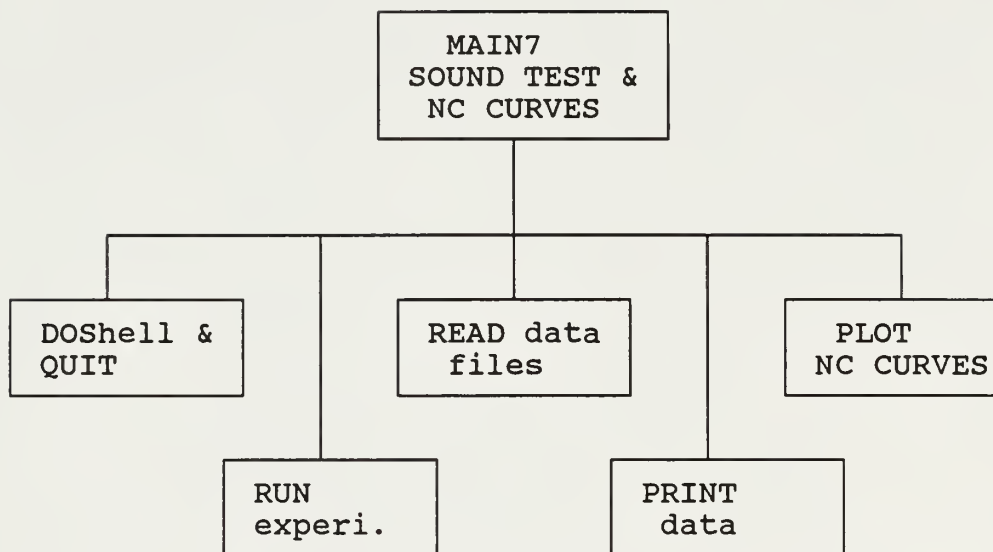 MAIN7
SOUND TEST &
NC CURVES
DOShell &
QUIT
READ data
files
PLOT
NC CURVES
RUN
experi.
PRINT
data